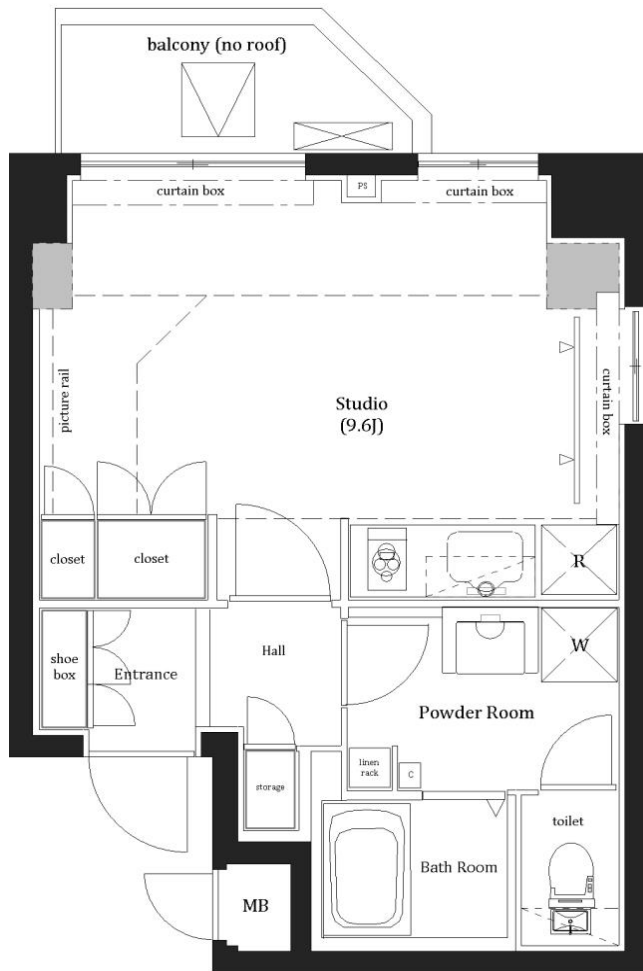 balcony (no roof)
curtain box
PS
curtain box
picture rail
Studio
(9.6J)
curtain box
closet
closet
R
shoe
box
Entrance
Hall
W
Powder Room
linen
rack
C
storage
toilet
Bath Room
MB